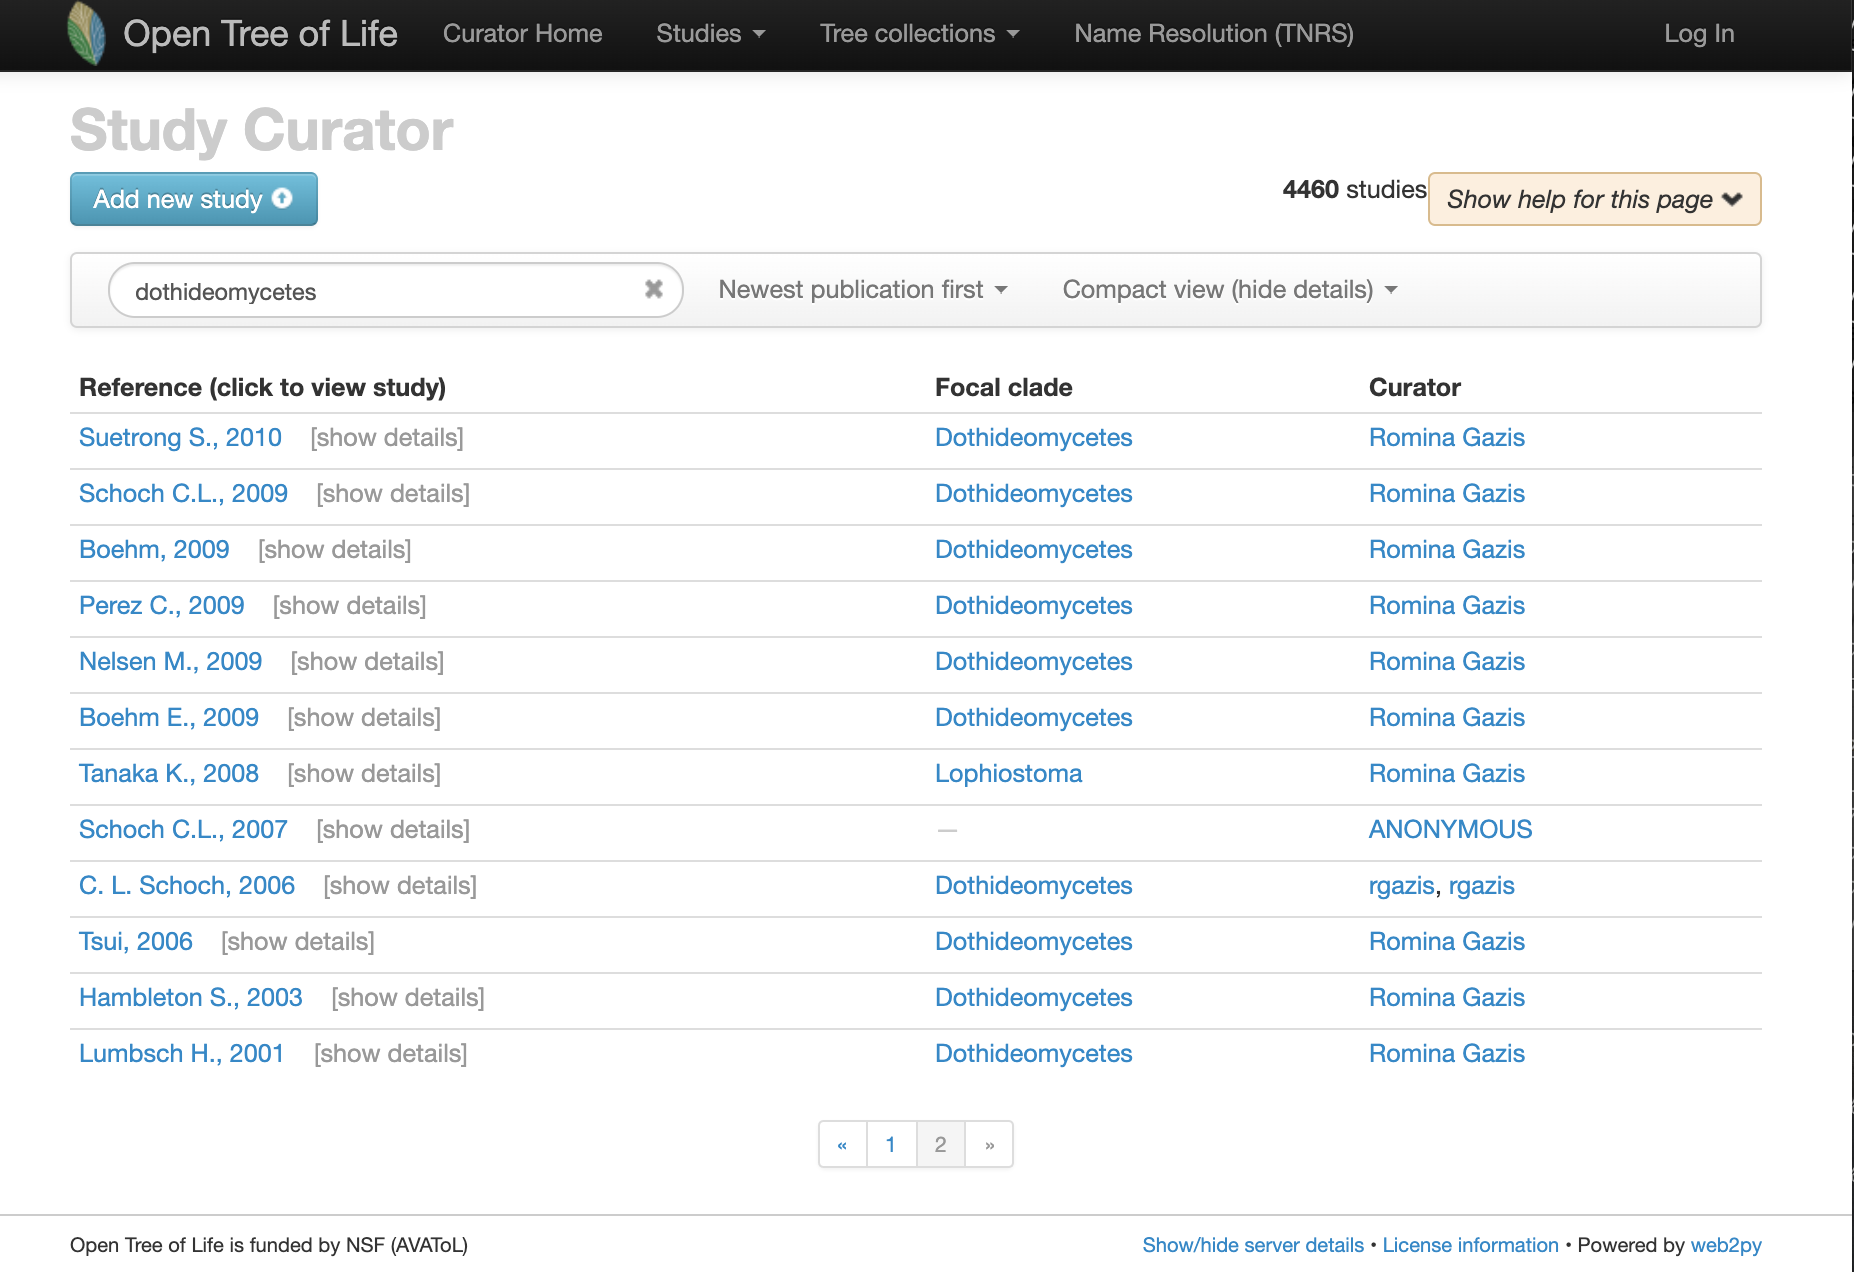 Open Tree of Life Curator Home Studies Tree collections Name Resolution (TNRS) Log In
Study Curator
Add new study 4460 studies Show help for this page
dothideomycetes Newest publication first Compact view (hide details)
Reference (click to view study) Focal clade Curator
Suetrong S., 2010 [show details] Dothideomycetes Romina Gazis
Schoch C.L., 2009 [show details] Dothideomycetes Romina Gazis
Boehm, 2009 [show details] Dothideomycetes Romina Gazis
Perez C., 2009 [show details] Dothideomycetes Romina Gazis
Nelsen M., 2009 [show details] Dothideomycetes Romina Gazis
Boehm E., 2009 [show details] Dothideomycetes Romina Gazis
Tanaka K., 2008 [show details] Lophiostoma Romina Gazis
Schoch C.L., 2007 [show details] — ANONYMOUS
C. L. Schoch, 2006 [show details] Dothideomycetes rgazis, rgazis
Tsui, 2006 [show details] Dothideomycetes Romina Gazis
Hambleton S., 2003 [show details] Dothideomycetes Romina Gazis
Lumbsch H., 2001 [show details] Dothideomycetes Romina Gazis
« 1 2 »
Open Tree of Life is funded by NSF (AVAToL) Show/hide server details • License information • Powered by web2py